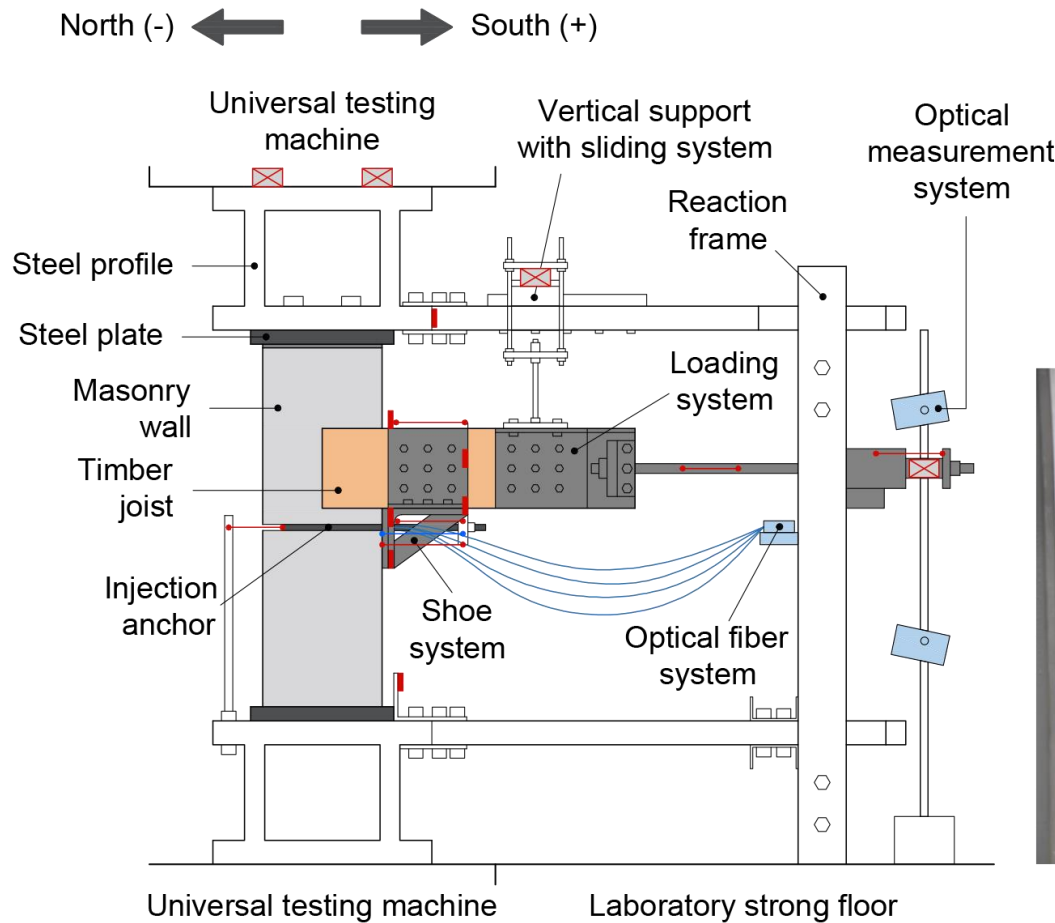 North (-)
South (+)
Universal testing
machine
Vertical support
with sliding system
Optical
measurement
system
Reaction
frame
Steel profile
Steel plate
Loading
system
Masonry
wall
Timber
joist
Injection
anchor
Shoe
system
Optical fiber
system
Universal testing machine
Laboratory strong floor